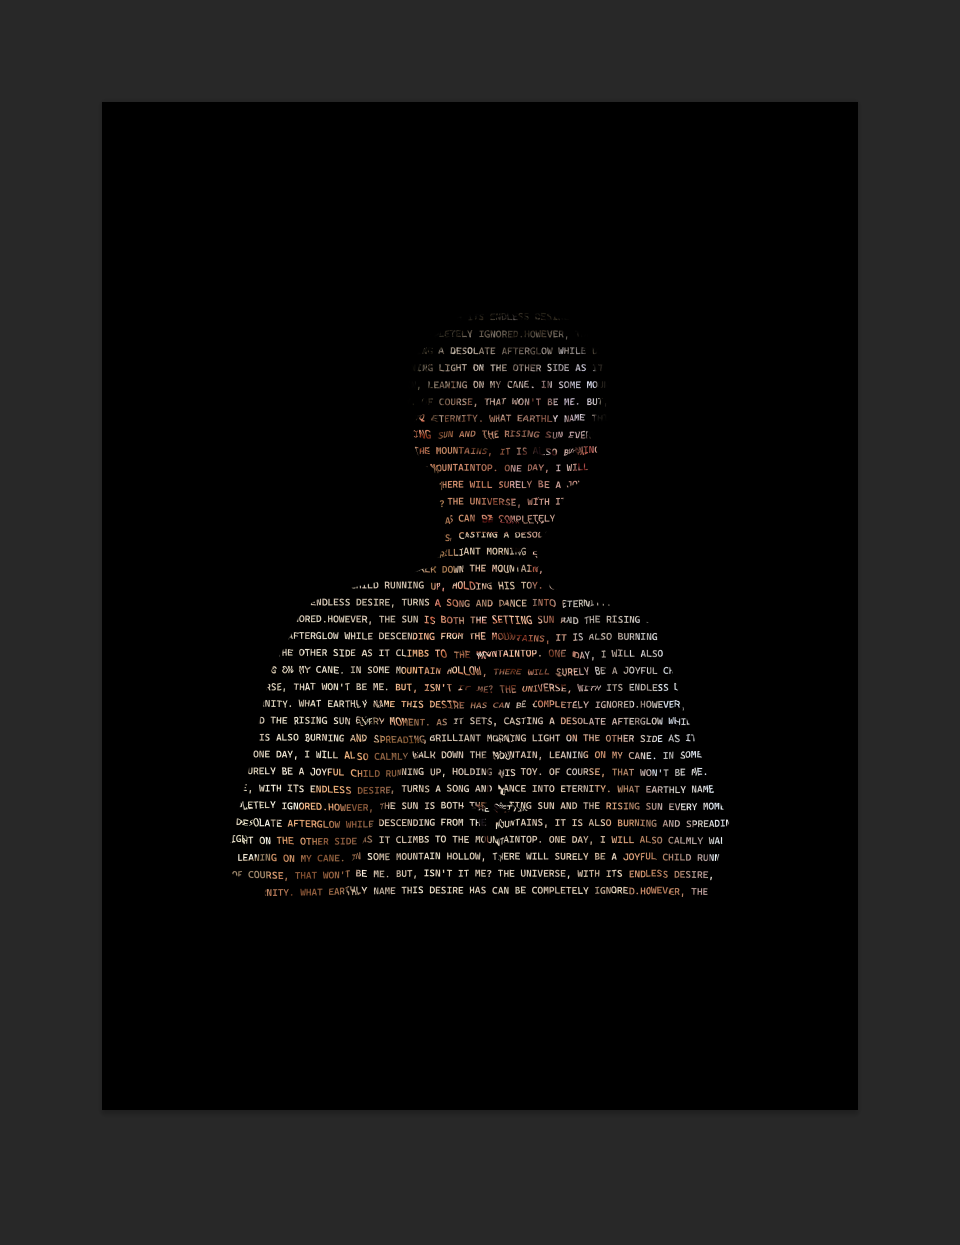 ITS ENDLESS
IGNORED.HOWEVER,
A DESOLATE AFTERGLOW WHILE
LIGHT ON THE OTHER SIDE AS IT
, LEANING ON MY CANE. IN SOME
COURSE, THAT WON'T BE ME. BUT,
ETERNITY. WHAT EARTHLY NAME
SUN AND THE RISING SUN EVER
THE MOUNTAINS, IT IS ALSO BURNING
MOUNTAINTOP. ONE DAY, I WILL
THERE WILL SURELY BE A
? THE UNIVERSE, WITH
AS CAN BE COMPLETELY
S, CASTING A DESOL
BRILLIANT MORNING
DOWN THE MOUNTAIN,
CHILD RUNNING UP, HOLDING HIS TOY.
ENDLESS DESIRE, TURNS A SONG AND DANCE INTO
ORED.HOWEVER, THE SUN IS BOTH THE SETTING SUN AND THE RISING
AFTERGLOW WHILE DESCENDING FROM THE MOUNTAINS, IT IS ALSO BURNING
HE OTHER SIDE AS IT CLIMBS TO THE MOUNTAINTOP. ONE DAY, I WILL ALSO
G ON MY CANE. IN SOME MOUNTAIN HOLLOW, THERE WILL SURELY BE A JOYFUL CH
RSE, THAT WON'T BE ME. BUT, ISN'T IT ME? THE UNIVERSE, WITH ITS ENDLESS
NITY. WHAT EARTHLY NAME THIS DESIRE HAS CAN BE COMPLETELY IGNORED.HOWEVER,
D THE RISING SUN EVERY MOMENT. AS IT SETS, CASTING A DESOLATE AFTERGLOW WHIL
IS ALSO BURNING AND SPREADING BRILLIANT MORNING LIGHT ON THE OTHER SIDE AS IT
ONE DAY, I WILL ALSO CALMLY WALK DOWN THE MOUNTAIN, LEANING ON MY CANE. IN SOME
URELY BE A JOYFUL CHILD RUNNING UP, HOLDING HIS TOY. OF COURSE, THAT WON'T BE ME.
, WITH ITS ENDLESS DESIRE, TURNS A SONG AND DANCE INTO ETERNITY. WHAT EARTHLY NAME
LETELY IGNORED.HOWEVER, THE SUN IS BOTH THE SETTING SUN AND THE RISING SUN EVERY MOME
DESOLATE AFTERGLOW WHILE DESCENDING FROM THE MOUNTAINS, IT IS ALSO BURNING AND SPREADIN
IGHT ON THE OTHER SIDE AS IT CLIMBS TO THE MOUNTAINTOP. ONE DAY, I WILL ALSO CALMLY WAL
LEANING ON MY CANE. IN SOME MOUNTAIN HOLLOW, THERE WILL SURELY BE A JOYFUL CHILD RUNN
OF COURSE, THAT WON'T BE ME. BUT, ISN'T IT ME? THE UNIVERSE, WITH ITS ENDLESS DESIRE,
NITY. WHAT EARTHLY NAME THIS DESIRE HAS CAN BE COMPLETELY IGNORED.HOWEVER, THE